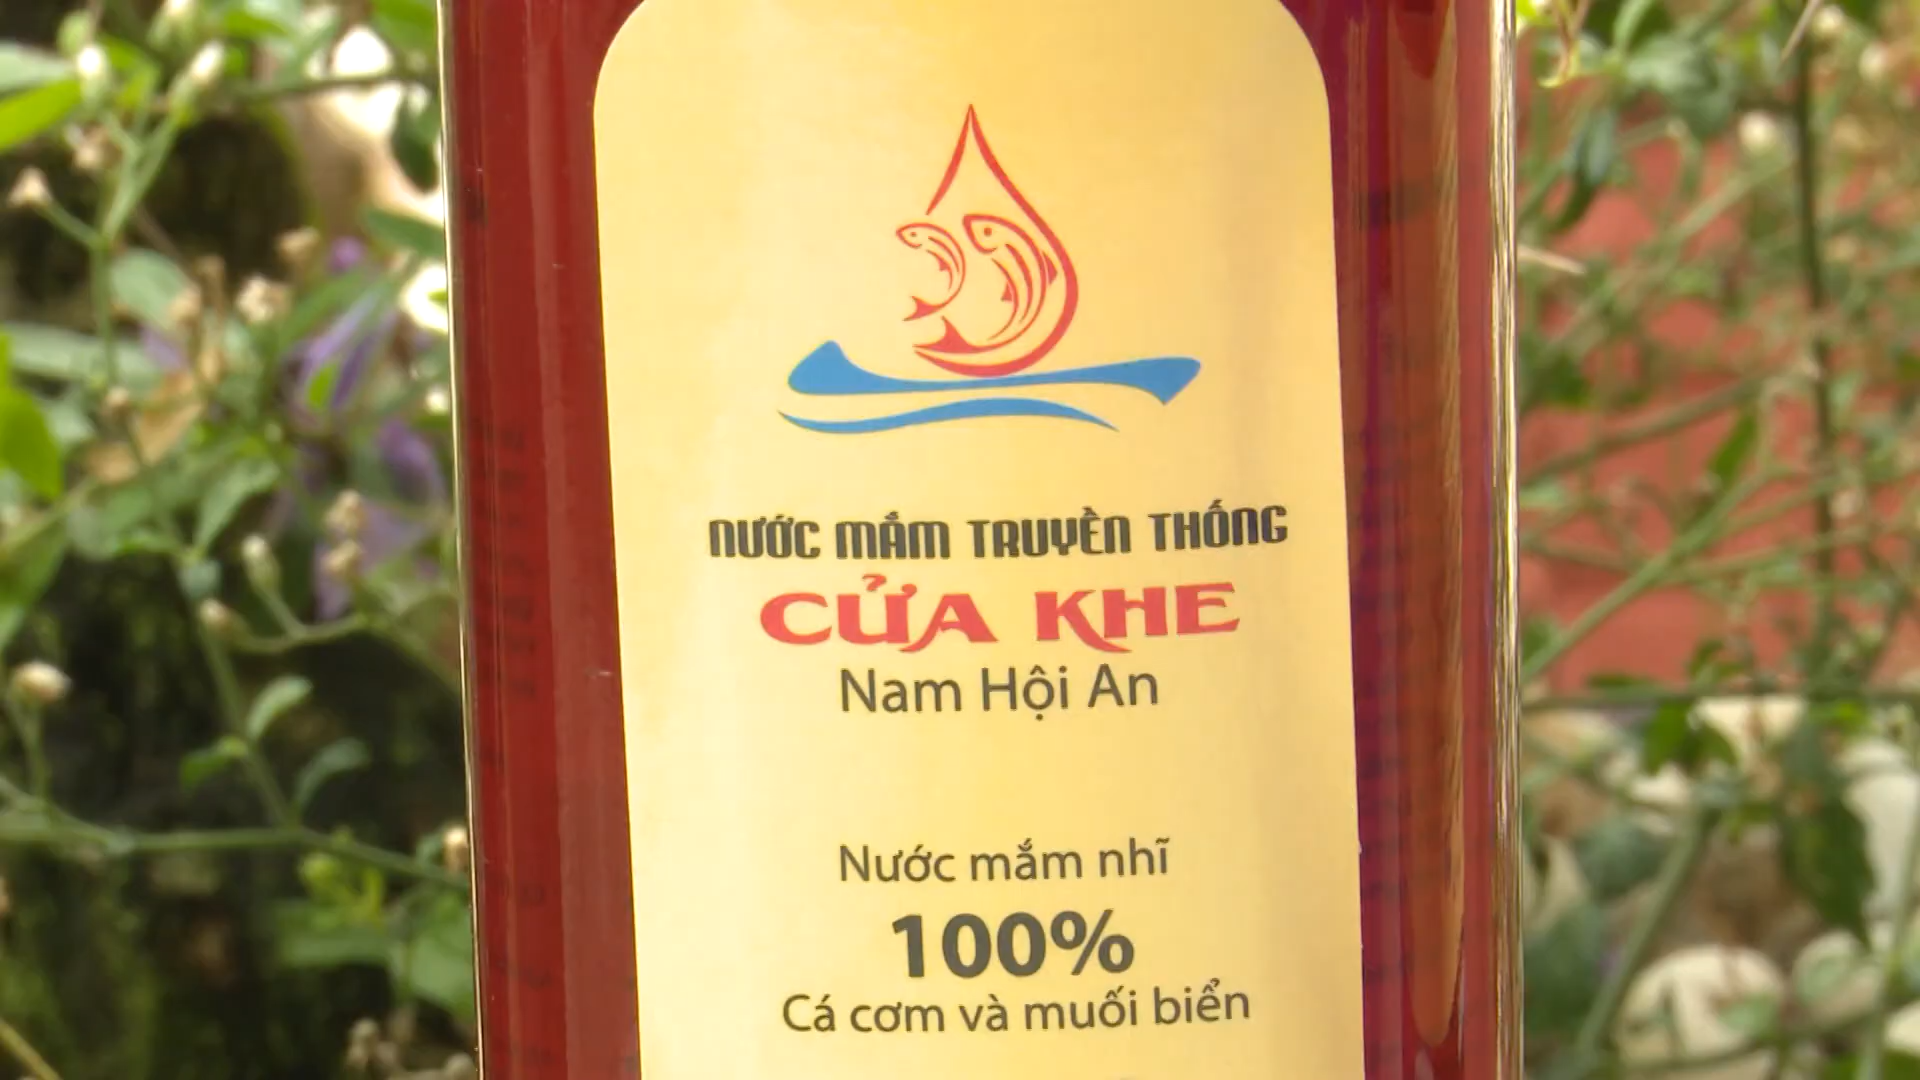 NƯỚC MẮM TRUYỀN THỐNG
CỬA KHE
Nam Hội An
Nước mắm nhĩ
100%
Cá cơm và muối biển